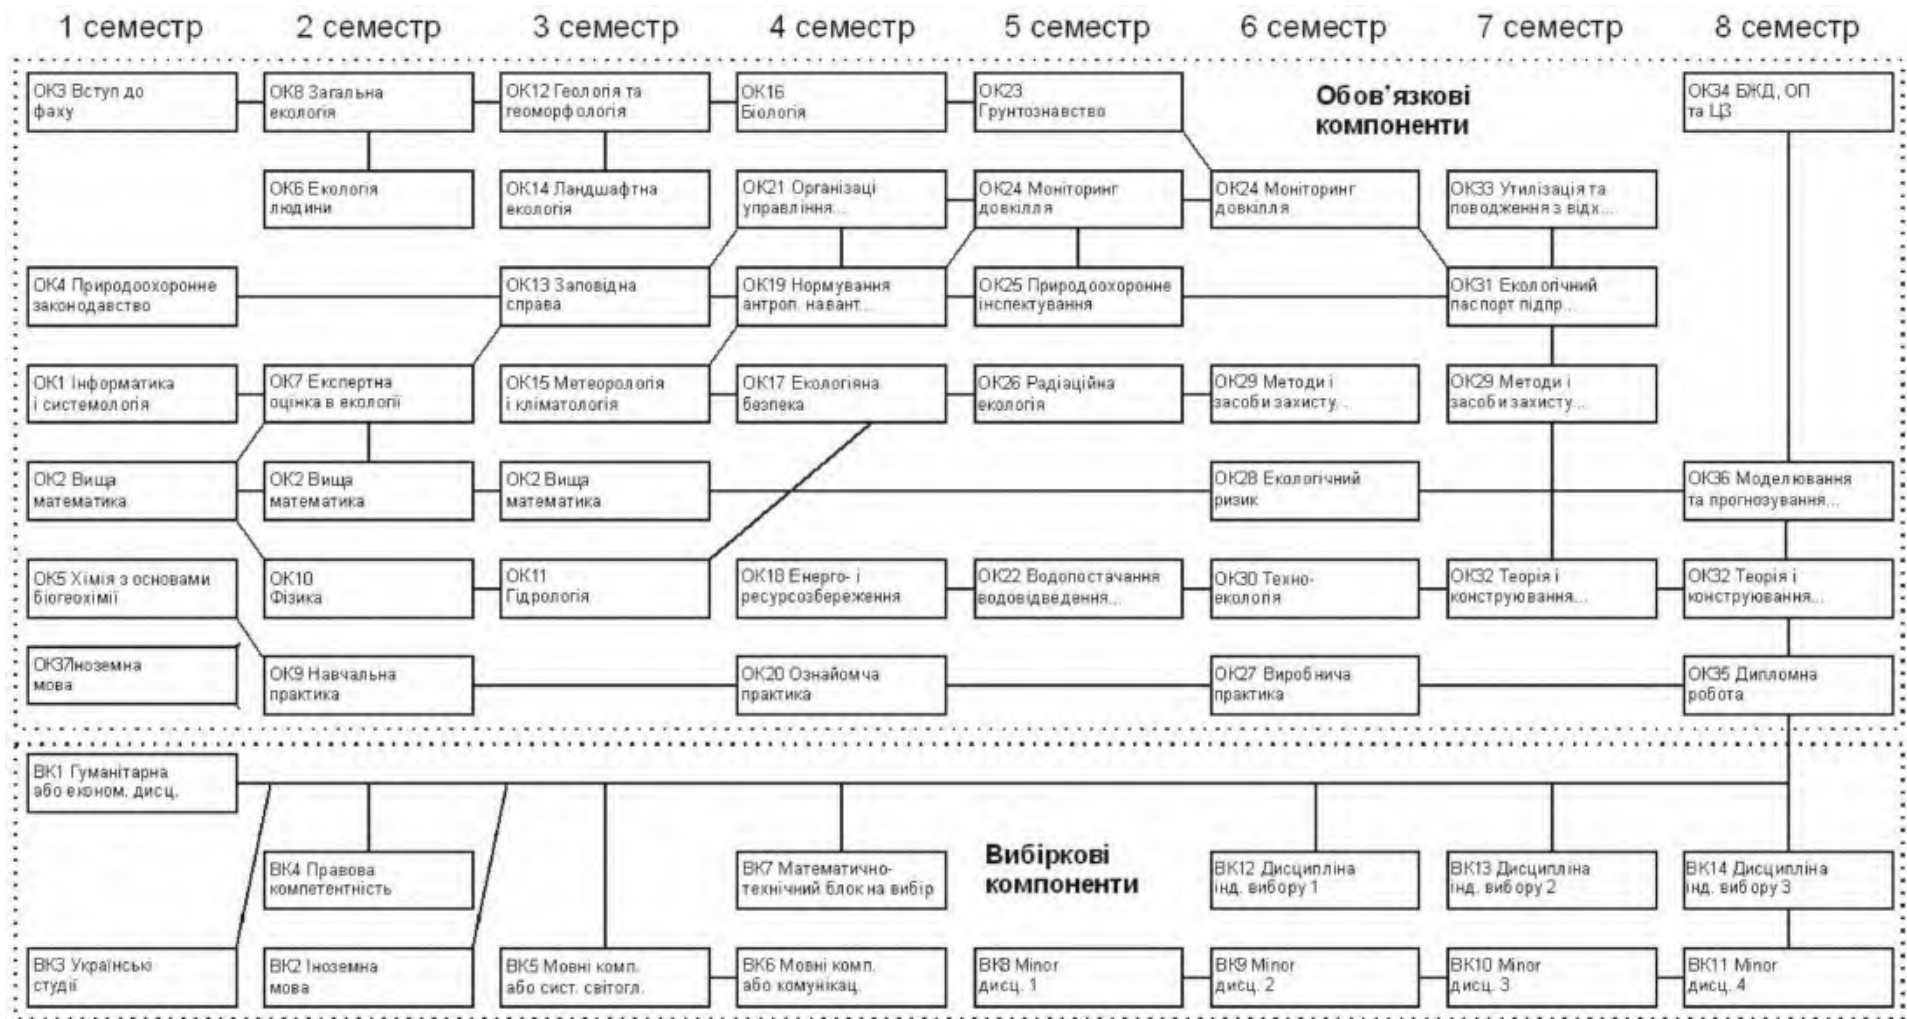 1 семестр
2 семестр
3 семестр
4 семестр
5 семестр
6 семестр
7 семестр
8 семестр
ОК3 Вступ до
фаху
ОК8 Загальна
екологія
ОК12 Геологія та
геоморфологія
ОК16
Біологія
ОК23
Ґрунтознавство
Обов’язкові
компоненти
ОК34 БЖД, ОП
та ЦЗ
ОК6 Екологія
людини
ОК14 Ландшафтна
екологія
ОК21 Організаці
управління...
ОК24 Моніторинг
довкілля
ОК24 Моніторинг
довкілля
ОК33 Утилізація та
поводження з відх...
ОК4 Природоохоронне
законодавство
ОК13 Заповідна
справа
ОК19 Нормування
антроп. навант...
ОК25 Природоохоронне
інспектування
ОК31 Екологічний
паспорт підпр...
ОК1 Інформатика
і системологія
ОК7 Експертна
оцінка в екології
ОК15 Метеорологія
і кліматологія
ОК17 Екологіяна
безпека
ОК26 Радіаційна
екологія
ОК29 Методи і
засоби захисту...
ОК29 Методи і
засоби захисту...
ОК2 Вища
математика
ОК2 Вища
математика
ОК2 Вища
математика
ОК28 Екологічний
ризик
ОК36 Моделювання
та прогнозування...
ОК5 Хімія з основами
біогеохімії
ОК10
Фізика
ОК11
Гідрологія
ОК18 Енерго- і
ресурсозбереження
ОК22 Водопостачання
водовідведення...
ОК30 Техно-
екологія
ОК32 Теорія і
конструювання...
ОК32 Теорія і
конструювання...
ОК37Іноземна
мова
ОК9 Навчальна
практика
ОК20 Ознайомча
практика
ОК27 Виробнича
практика
ОК35 Дипломна
робота
ВК1 Гуманітарна
або економ. дисц.
ВК4 Правова
компетентність
ВК7 Математично-
технічний блок на вибір
Вибіркові
компоненти
ВК12 Дисципліна
інд. вибору 1
ВК13 Дисципліна
інд. вибору 2
ВК14 Дисципліна
інд. вибору 3
ВК3 Українські
студії
ВК2 Іноземна
мова
ВК5 Мовні комп.
або сист. світогл.
ВК6 Мовні комп.
або комунікац.
ВК8 Minor
дисц. 1
ВК9 Minor
дисц. 2
ВК10 Minor
дисц. 3
ВК11 Minor
дисц. 4